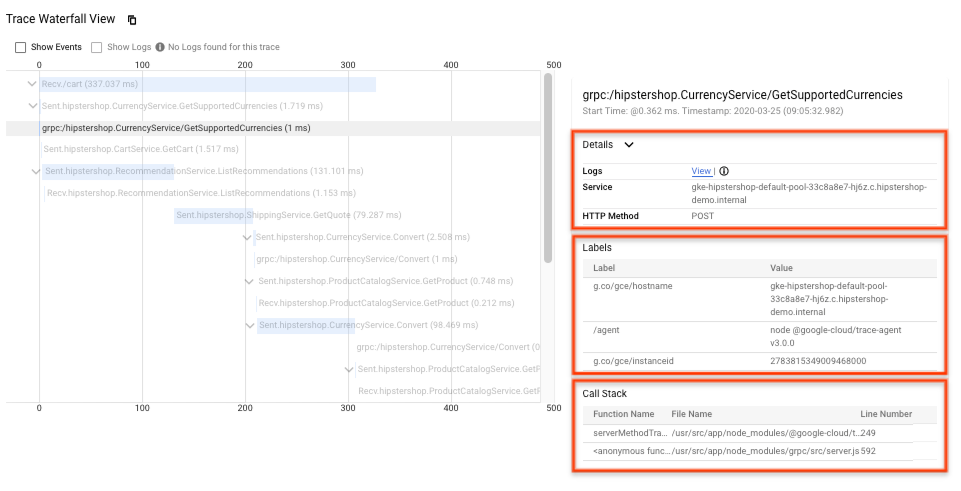 Trace Waterfall View
Show Events Show Logs No Logs found for this trace
0 100 200 300 400 500
Recv./cart (337.037 ms)
Sent.hipstershop.CurrencyService.GetSupportedCurrencies (1.719 ms)
grpc:/hipstershop.CurrencyService/GetSupportedCurrencies (1 ms)
Sent.hipstershop.CartService.GetCart (1.517 ms)
Sent.hipstershop.RecommendationService.ListRecommendations (131.101 ms)
Recv.hipstershop.RecommendationService.ListRecommendations (1.153 ms)
Sent.hipstershop.ShippingService.GetQuote (79.287 ms)
Sent.hipstershop.CurrencyService.Convert (2.508 ms)
grpc:/hipstershop.CurrencyService/Convert (1 ms)
Sent.hipstershop.ProductCatalogService.GetProduct (0.748 ms)
Recv.hipstershop.ProductCatalogService.GetProduct (0.212 ms)
Sent.hipstershop.CurrencyService.Convert (98.469 ms)
grpc:/hipstershop.CurrencyService/Convert (0
Sent.hipstershop.ProductCatalogService.GetF
Recv.hipstershop.ProductCatalogService.GetF
0 100 200 300 400 500
grpc:/hipstershop.CurrencyService/GetSupportedCurrencies
Start Time: @0.362 ms. Timestamp: 2020-03-25 (09:05:32.982)
Details
Logs View |
Service gke-hipstershop-default-pool-33c8a8e7-hj6z.c.hipstershop-
demo.internal
HTTP Method POST
Labels
Label Value
g.co/gce/hostname gke-hipstershop-default-pool-
33c8a8e7-hj6z.c.hipstershop-
demo.internal
/agent node @google-cloud/trace-agent
v3.0.0
g.co/gce/instanceid 2783815349009468000
Call Stack
Function Name File Name Line Number
serverMethodTra... /usr/src/app/node_modules/@google-cloud/t... 249
<anonymous func... /usr/src/app/node_modules/grpc/src/server.js 592